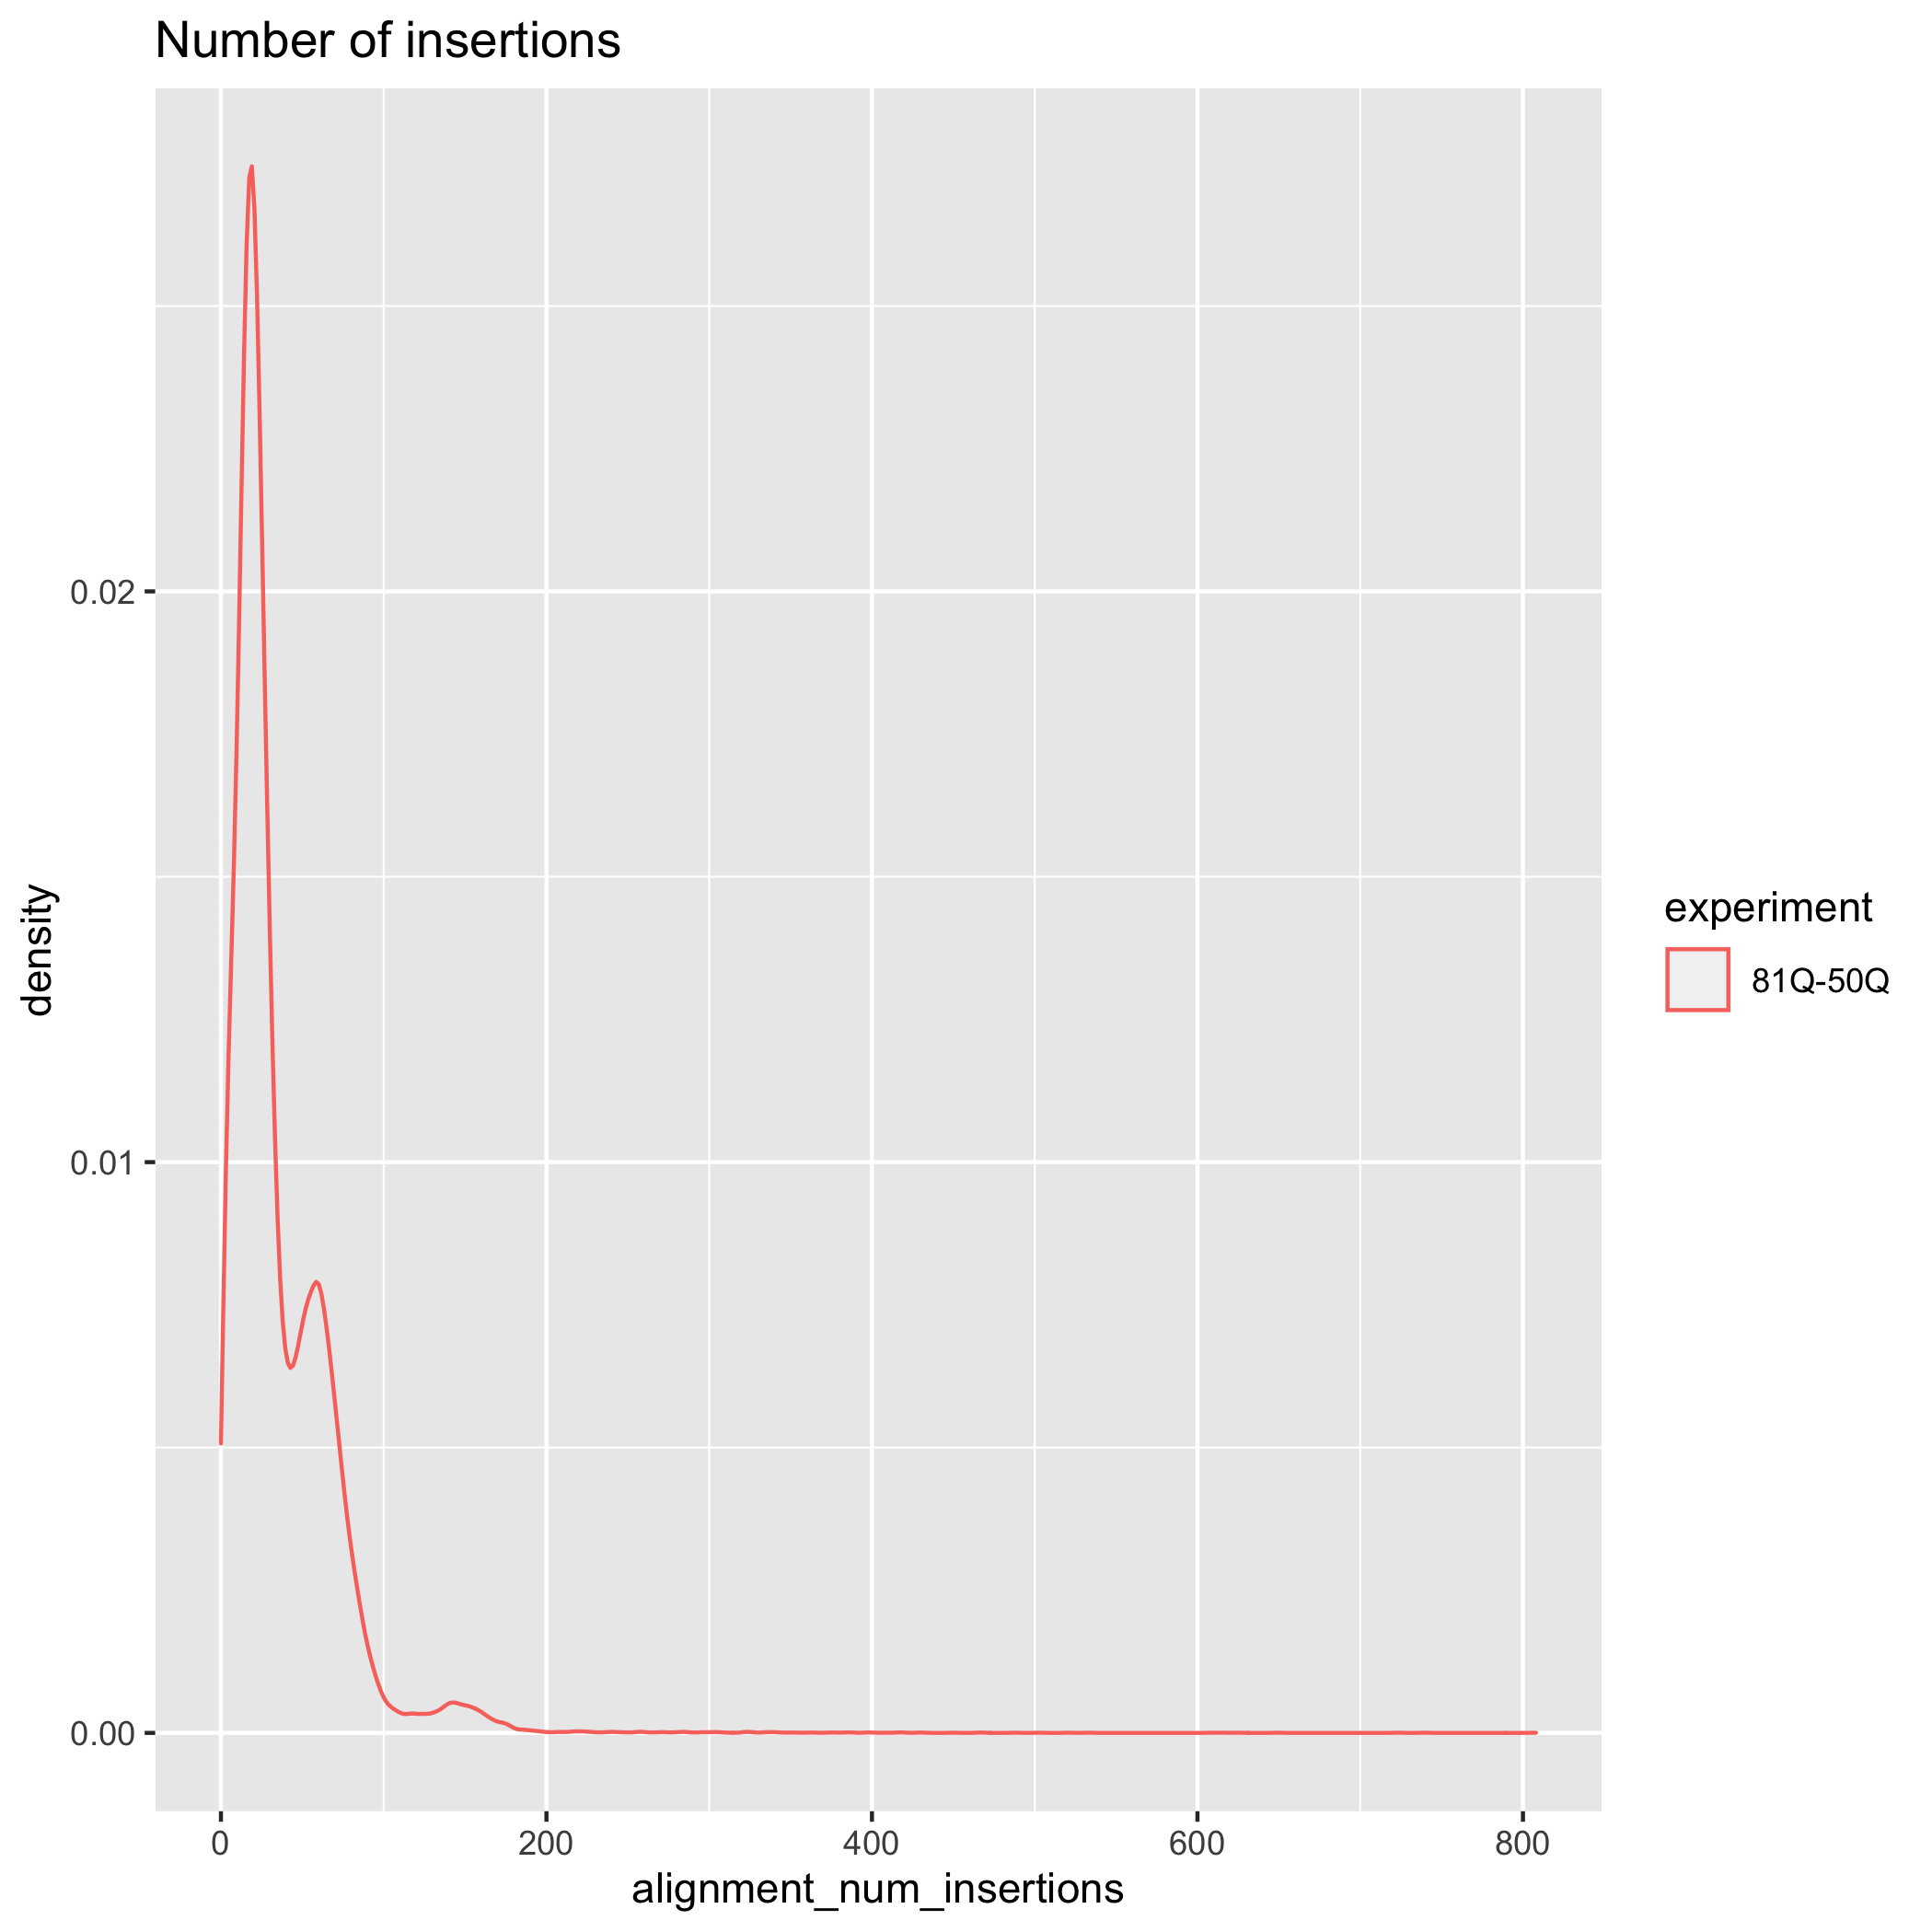 Number of insertions
0.02
0.01
0.00
density
0 200 400 600 800
alignment_num_insertions
experiment
81Q-50Q